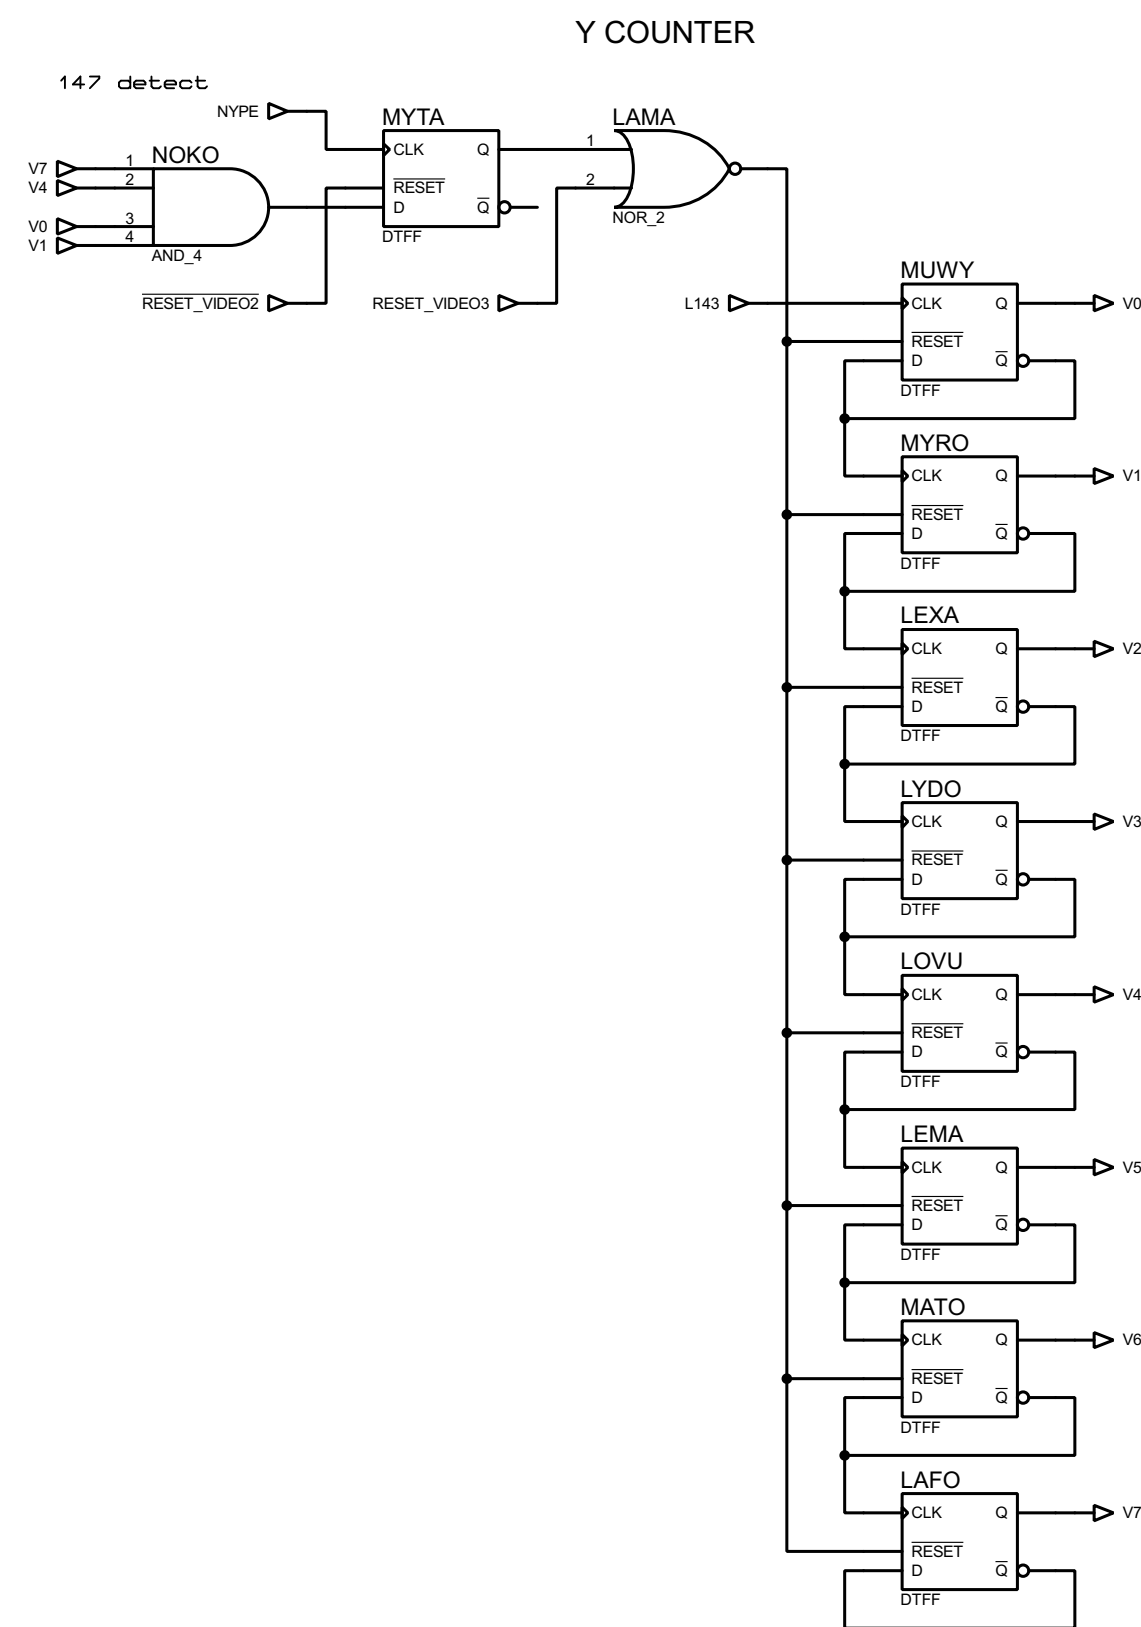 Y COUNTER
147 detect
NYPE
MYTA
LAMA
CLK Q
RESET
D Q
DTFF
1
2
NOR_2
V7
V4
V0
V1
1
2
3
4
NOKO
AND_4
RESET_VIDEO2
RESET_VIDEO3
L143
MUWY
CLK Q
RESET
D Q
DTFF
V0
MYRO
CLK Q
RESET
D Q
DTFF
V1
LEXA
CLK Q
RESET
D Q
DTFF
V2
LYDO
CLK Q
RESET
D Q
DTFF
V3
LOVU
CLK Q
RESET
D Q
DTFF
V4
LEMA
CLK Q
RESET
D Q
DTFF
V5
MATO
CLK Q
RESET
D Q
DTFF
V6
LAFO
CLK Q
RESET
D Q
DTFF
V7